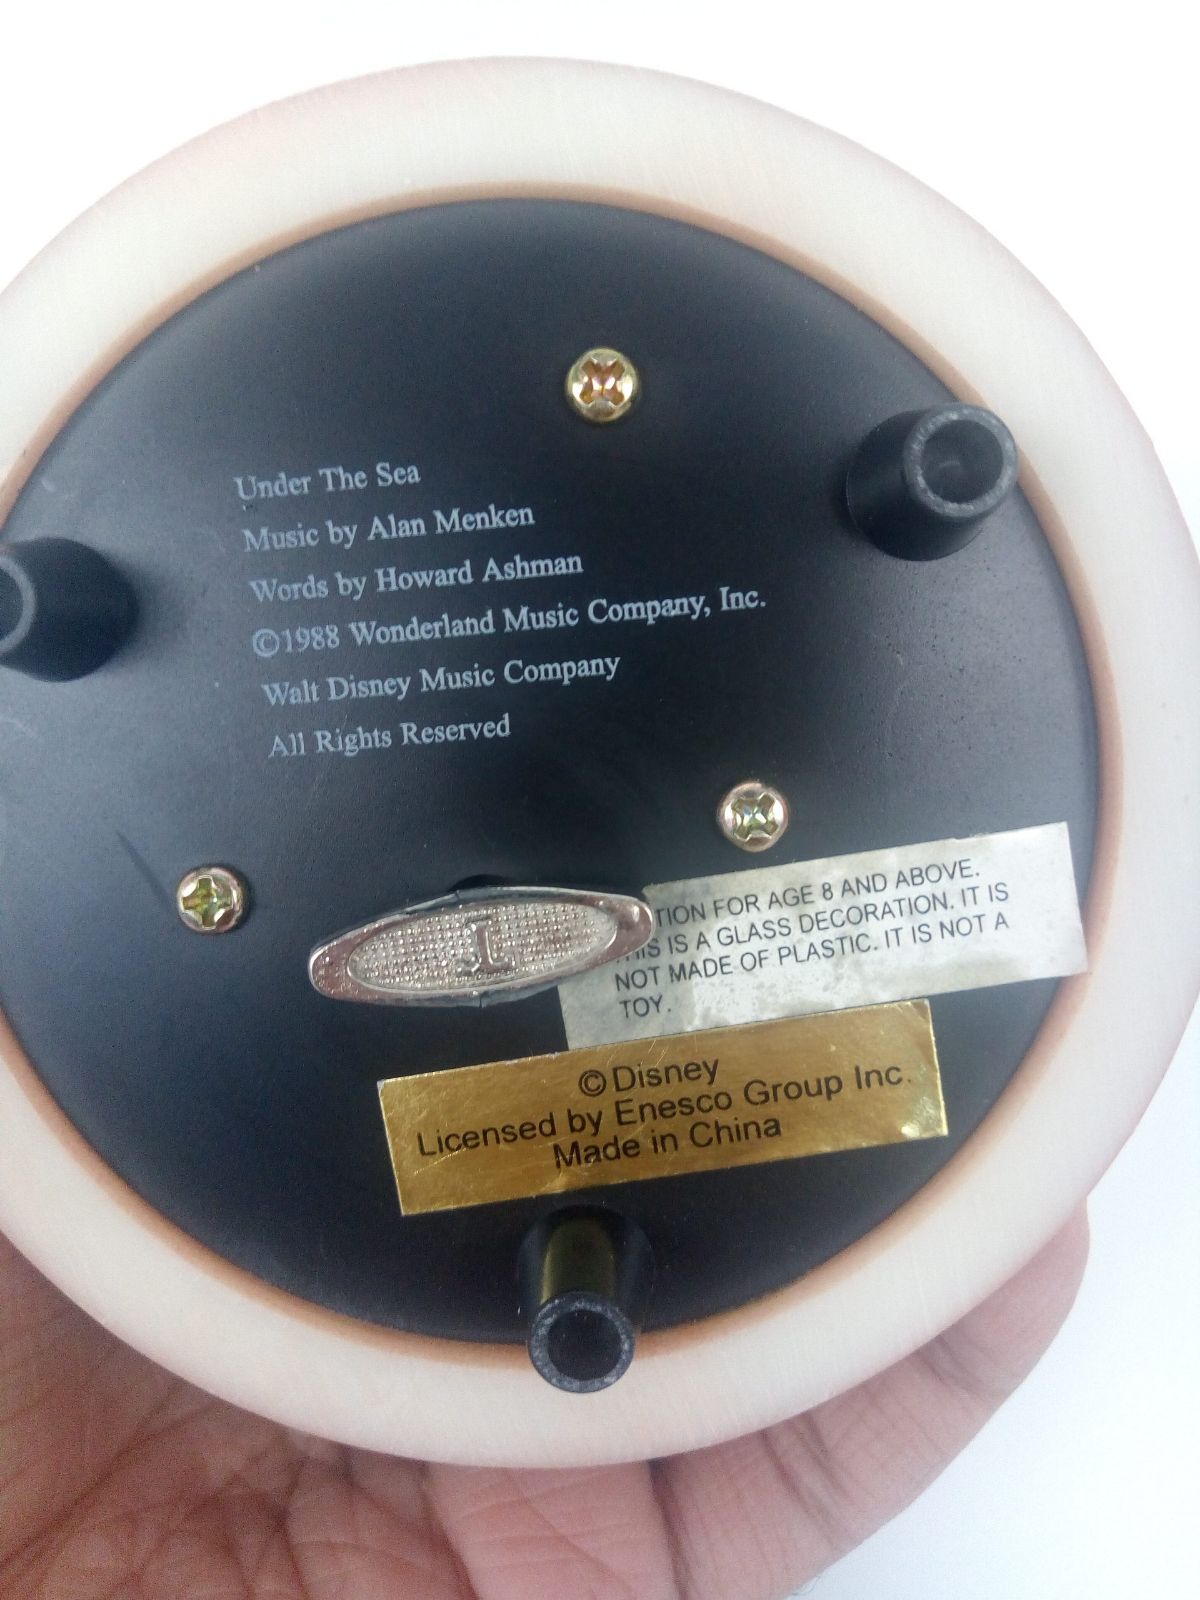 Under The Sea
Music by Alan Menken
Words by Howard Ashman
©1988 Wonderland Music Company, Inc.
Walt Disney Music Company
All Rights Reserved
TION FOR AGE 8 AND ABOVE.
IS IS A GLASS DECORATION. IT IS
NOT MADE OF PLASTIC. IT IS NOT A
TOY.
© Disney
Licensed by Enesco Group Inc.
Made in China